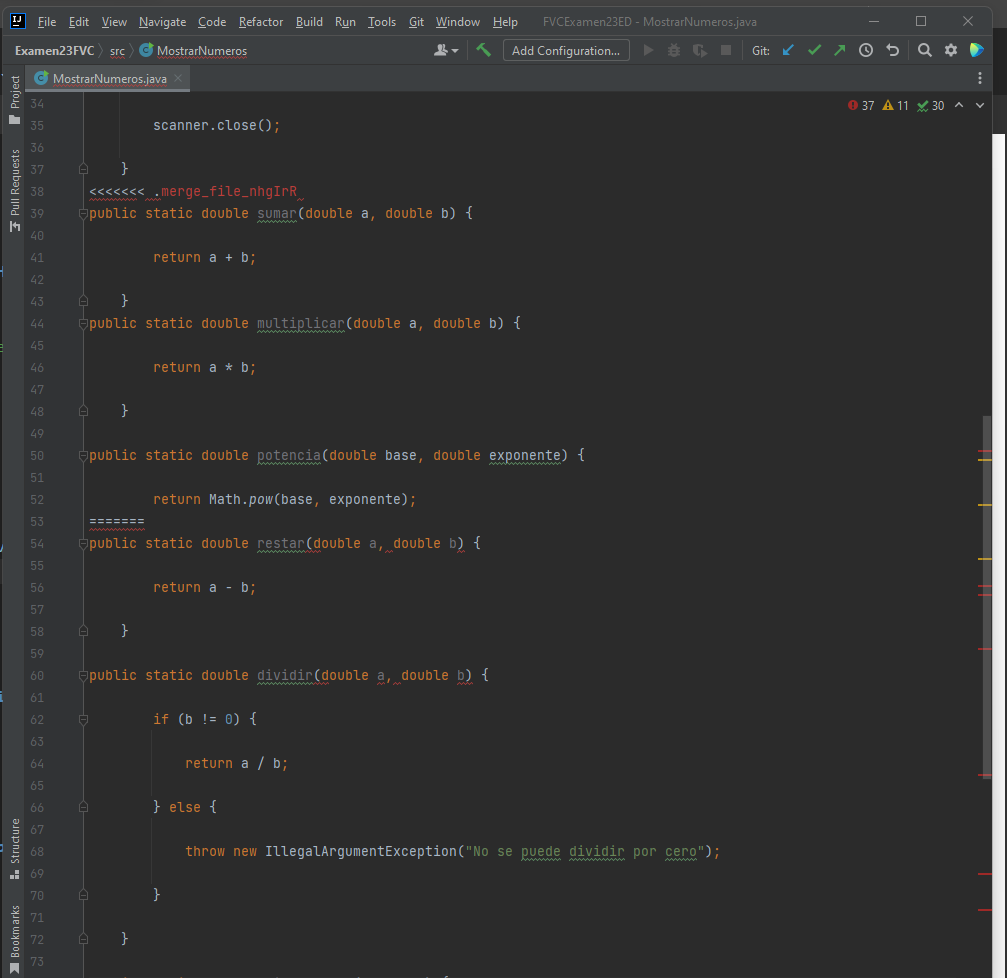 File Edit View Navigate Code Refactor Build Run Tools Git Window Help FVCExamen23ED - MostrarNumeros.java
Examen23FVC src MostrarNumeros Add Configuration... Git:
Project
Pull Requests
Structure
Bookmarks
MostrarNumeros.java
37 11 30
34
35 scanner.close();
36
37 }
38 <<<<<<< .merge_file_nhgIrR
39 public static double sumar(double a, double b) {
40
41 return a + b;
42
43 }
44 public static double multiplicar(double a, double b) {
45
46 return a * b;
47
48 }
49
50 public static double potencia(double base, double exponente) {
51
52 return Math.pow(base, exponente);
53 =======
54 public static double restar(double a, double b) {
55
56 return a - b;
57
58 }
59
60 public static double dividir(double a, double b) {
61
62 if (b != 0) {
63
64 return a / b;
65
66 } else {
67
68 throw new IllegalArgumentException("No se puede dividir por cero");
69
70 }
71
72 }
73